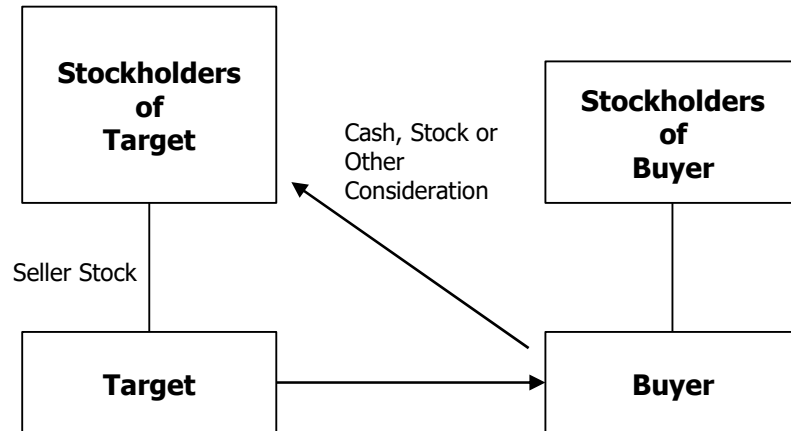 Stockholders
of
Target
Stockholders
of
Buyer
Cash, Stock or
Other
Consideration
Seller Stock
Target
Buyer